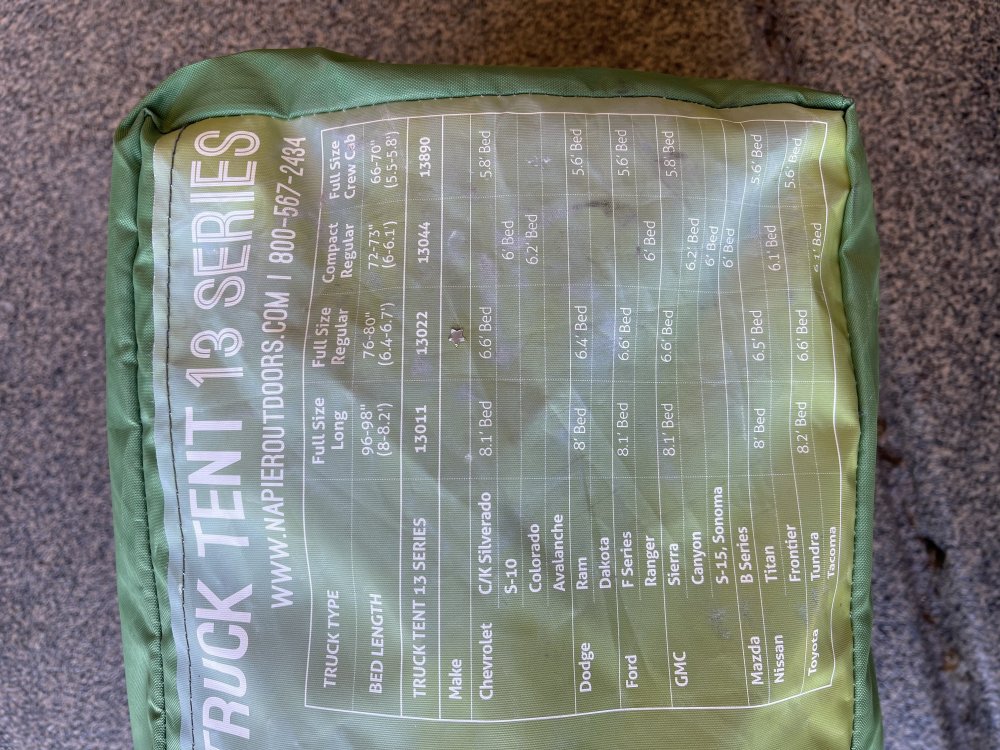 TRUCK TENT 13 SERIES
WWW.NAPIEROUTDOORS.COM | 800-567-2434
TRUCK TYPE Full Size Long Full Size Regular Compact Regular Full Size Crew Cab
BED LENGTH 96-98" (8-8.2') 76-80" (6.4-6.7') 72-73" (6-6.1') 66-70" (5.5-5.8')
TRUCK TENT 13 SERIES 13011 13022 13044 13890
Make
Chevrolet C/K Silverado 8.1' Bed 6.6' Bed 5.8' Bed
S-10 6' Bed
Colorado 6.2' Bed
Avalanche
Dodge Ram 8' Bed 6.4' Bed 5.6' Bed
Dakota
Ford F Series 8.1' Bed 6.6' Bed 5.6' Bed
Ranger 6' Bed
GMC Sierra 8.1' Bed 6.6' Bed 5.8' Bed
Canyon 6.2' Bed
S-15, Sonoma 6' Bed
Mazda B Series 6' Bed
Nissan Titan 8' Bed 6.5' Bed 5.6' Bed
Frontier 6.1' Bed
Toyota Tundra 8.2' Bed 6.6' Bed 5.6' Bed
Tacoma 6.1' Bed